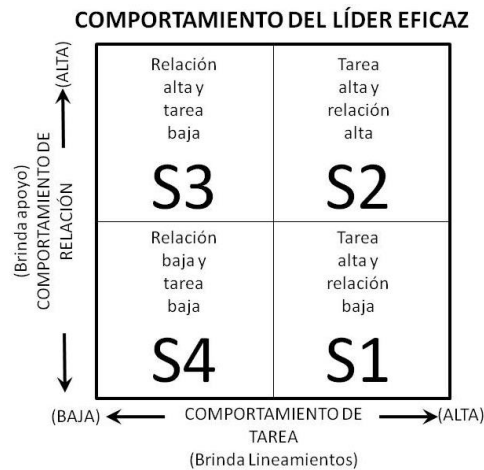 COMPORTAMIENTO DEL LÍDER EFICAZ
(ALTA)
(Brinda apoyo)
COMPORTAMIENTO DE
RELACIÓN
Relación
alta y
tarea
baja
S3
Tarea
alta y
relación
alta
S2
Relación
baja y
tarea
baja
S4
Tarea
alta y
relación
baja
S1
(BAJA)
COMPORTAMIENTO DE
TAREA
(Brinda Lineamientos)
(ALTA)